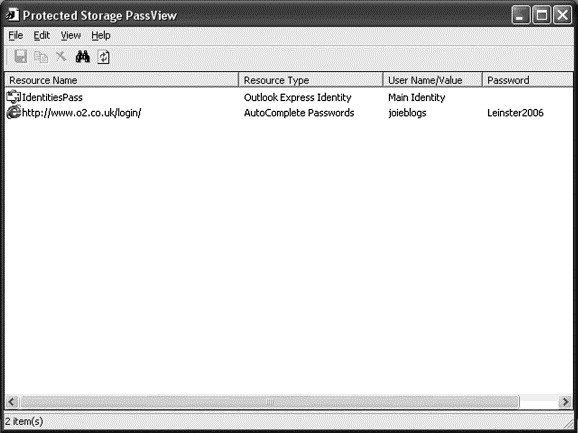 Protected Storage PassView
File Edit View Help
Resource Name Resource Type User Name/Value Password
IdentitiesPass Outlook Express Identity Main Identity
http://www.o2.co.uk/login/ AutoComplete Passwords joieblogs Leinster2006
2 item(s)